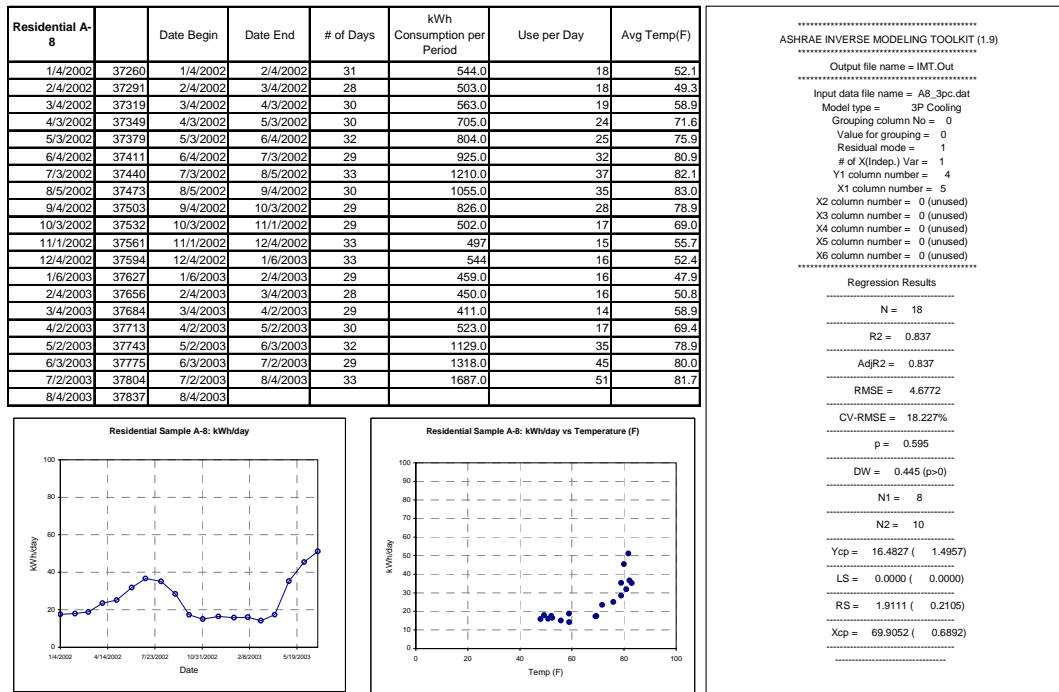 Residential A-8 Date Begin Date End # of Days kWh Consumption per Period Use per Day Avg Temp(F)
1/4/2002 37260 1/4/2002 2/4/2002 31 544.0 18 52.1
2/4/2002 37291 2/4/2002 3/4/2002 28 503.0 18 49.3
3/4/2002 37319 3/4/2002 4/3/2002 30 563.0 19 58.9
4/3/2002 37349 4/3/2002 5/3/2002 30 705.0 24 71.6
5/3/2002 37379 5/3/2002 6/4/2002 32 804.0 25 75.9
6/4/2002 37411 6/4/2002 7/3/2002 29 925.0 32 80.9
7/3/2002 37440 7/3/2002 8/5/2002 33 1210.0 37 82.1
8/5/2002 37473 8/5/2002 9/4/2002 30 1055.0 35 83.0
9/4/2002 37503 9/4/2002 10/3/2002 29 826.0 28 78.9
10/3/2002 37532 10/3/2002 11/1/2002 29 502.0 17 69.0
11/1/2002 37561 11/1/2002 12/4/2002 33 497 15 55.7
12/4/2002 37594 12/4/2002 1/6/2003 33 544 16 52.4
1/6/2003 37627 1/6/2003 2/4/2003 29 459.0 16 47.9
2/4/2003 37656 2/4/2003 3/4/2003 28 450.0 16 50.8
3/4/2003 37684 3/4/2003 4/2/2003 29 411.0 14 58.9
4/2/2003 37713 4/2/2003 5/2/2003 30 523.0 17 69.4
5/2/2003 37743 5/2/2003 6/3/2003 32 1129.0 35 78.9
6/3/2003 37775 6/3/2003 7/2/2003 29 1318.0 45 80.0
7/2/2003 37804 7/2/2003 8/4/2003 33 1687.0 51 81.7
8/4/2003 37837 8/4/2003
Residential Sample A-8: kWh/day
kWh/day
100
80
60
40
20
0
1/4/2002 4/14/2002 7/23/2002 10/31/2002 2/8/2003 5/19/2003
Date
Residential Sample A-8: kWh/day vs Temperature (F)
kWh/day
100
90
80
70
60
50
40
30
20
10
0
0 20 40 60 80 100
Temp (F)
********************************************
ASHRAE INVERSE MODELING TOOLKIT (1.9)
********************************************
Output file name = IMT.Out
********************************************
Input data file name = A8_3pc.dat
Model type = 3P Cooling
Grouping column No = 0
Value for grouping = 0
Residual mode = 1
# of X(Indep.) Var = 1
Y1 column number = 4
X1 column number = 5
X2 column number = 0 (unused)
X3 column number = 0 (unused)
X4 column number = 0 (unused)
X5 column number = 0 (unused)
X6 column number = 0 (unused)
********************************************
Regression Results
--------------------------------------
N = 18
--------------------------------------
R2 = 0.837
--------------------------------------
AdjR2 = 0.837
--------------------------------------
RMSE = 4.6772
--------------------------------------
CV-RMSE = 18.227%
--------------------------------------
p = 0.595
--------------------------------------
DW = 0.445 (p>0)
--------------------------------------
N1 = 8
--------------------------------------
N2 = 10
--------------------------------------
Ycp = 16.4827 ( 1.4957)
--------------------------------------
LS = 0.0000 ( 0.0000)
--------------------------------------
RS = 1.9111 ( 0.2105)
--------------------------------------
Xcp = 69.9052 ( 0.6892)
--------------------------------------
---------------------------------